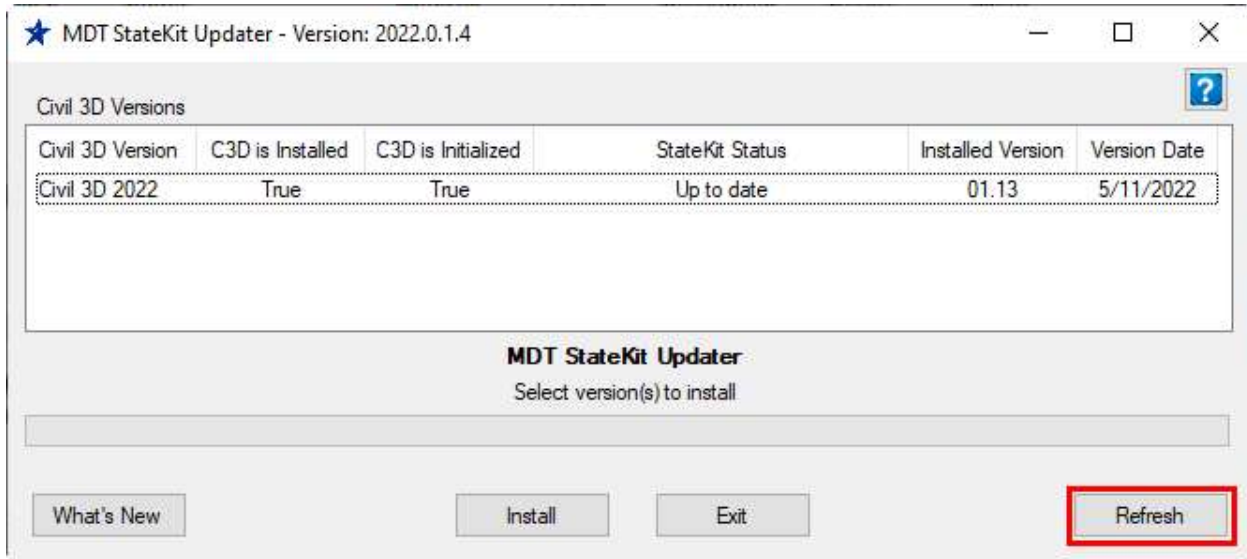 MDT StateKit Updater - Version: 2022.0.1.4
?
Civil 3D Versions
Civil 3D Version C3D is Installed C3D is Initialized StateKit Status Installed Version Version Date
Civil 3D 2022 True True Up to date 01.13 5/11/2022
MDT StateKit Updater
Select version(s) to install
What's New Install Exit Refresh